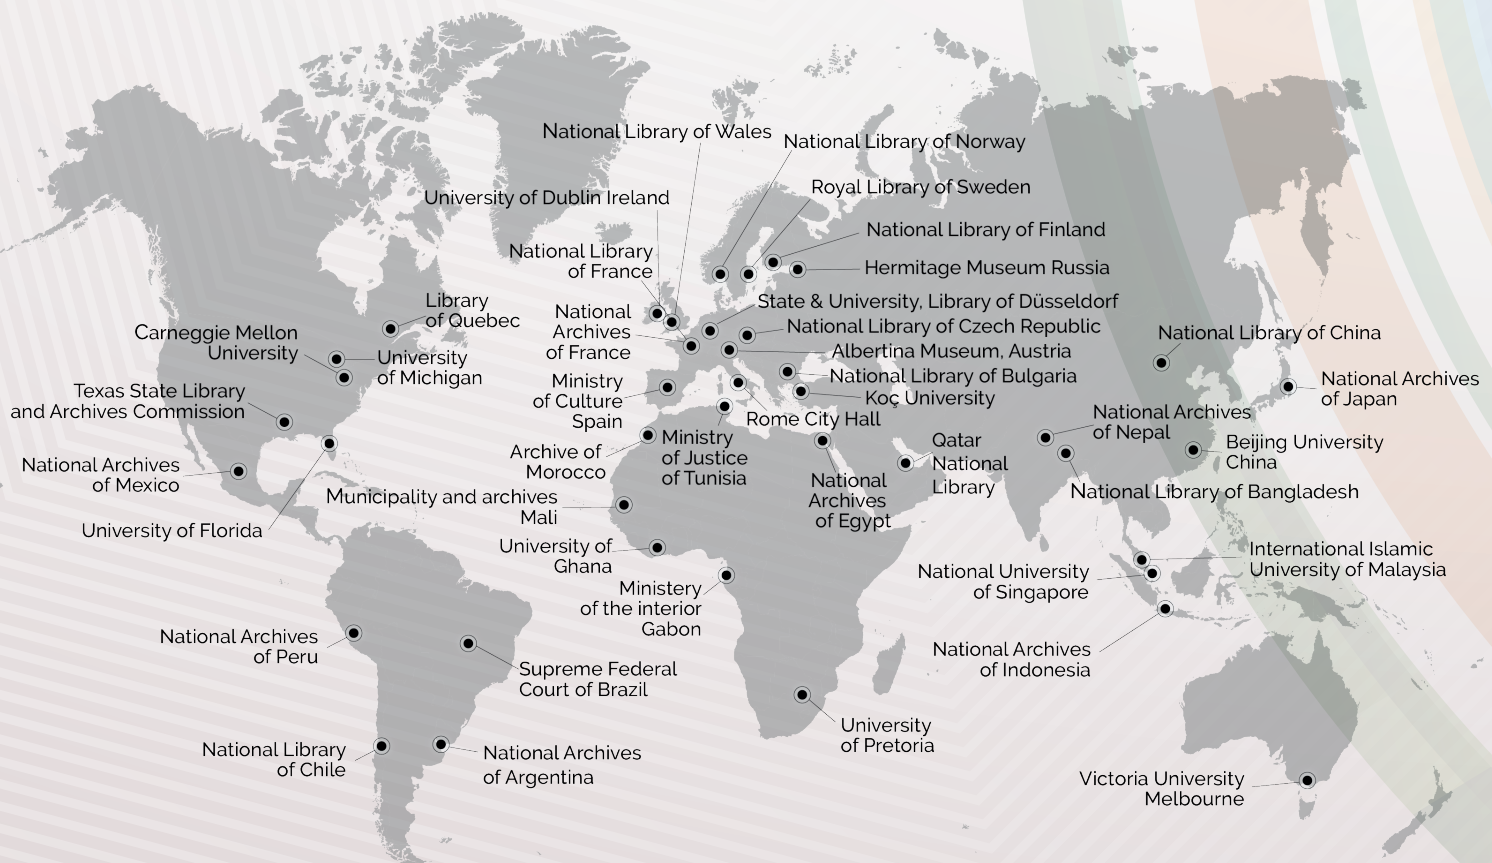 National Library of Wales
National Library of Norway
Royal Library of Sweden
University of Dublin Ireland
National Library of Finland
National Library
of France
Hermitage Museum Russia
State & University, Library of Düsseldorf
Library
of Quebec
National
Archives
of France
National Library of Czech Republic
Carneggie Mellon
University
University
of Michigan
Albertina Museum, Austria
National Library of China
Texas State Library
and Archives Commission
Ministry
of Culture
Spain
National Library of Bulgaria
Koç University
National Archives
of Japan
Rome City Hall
National Archives
of Nepal
Archive of
Morocco
Ministry
of Justice
of Tunisia
Qatar
National
Library
Beijing University
China
National Archives
of Mexico
National
Archives
of Egypt
National Library of Bangladesh
Municipality and archives
Mali
University of Florida
University of
Ghana
International Islamic
University of Malaysia
National University
of Singapore
Ministery
of the interior
Gabon
National Archives
of Peru
National Archives
of Indonesia
Supreme Federal
Court of Brazil
University
of Pretoria
National Library
of Chile
National Archives
of Argentina
Victoria University
Melbourne